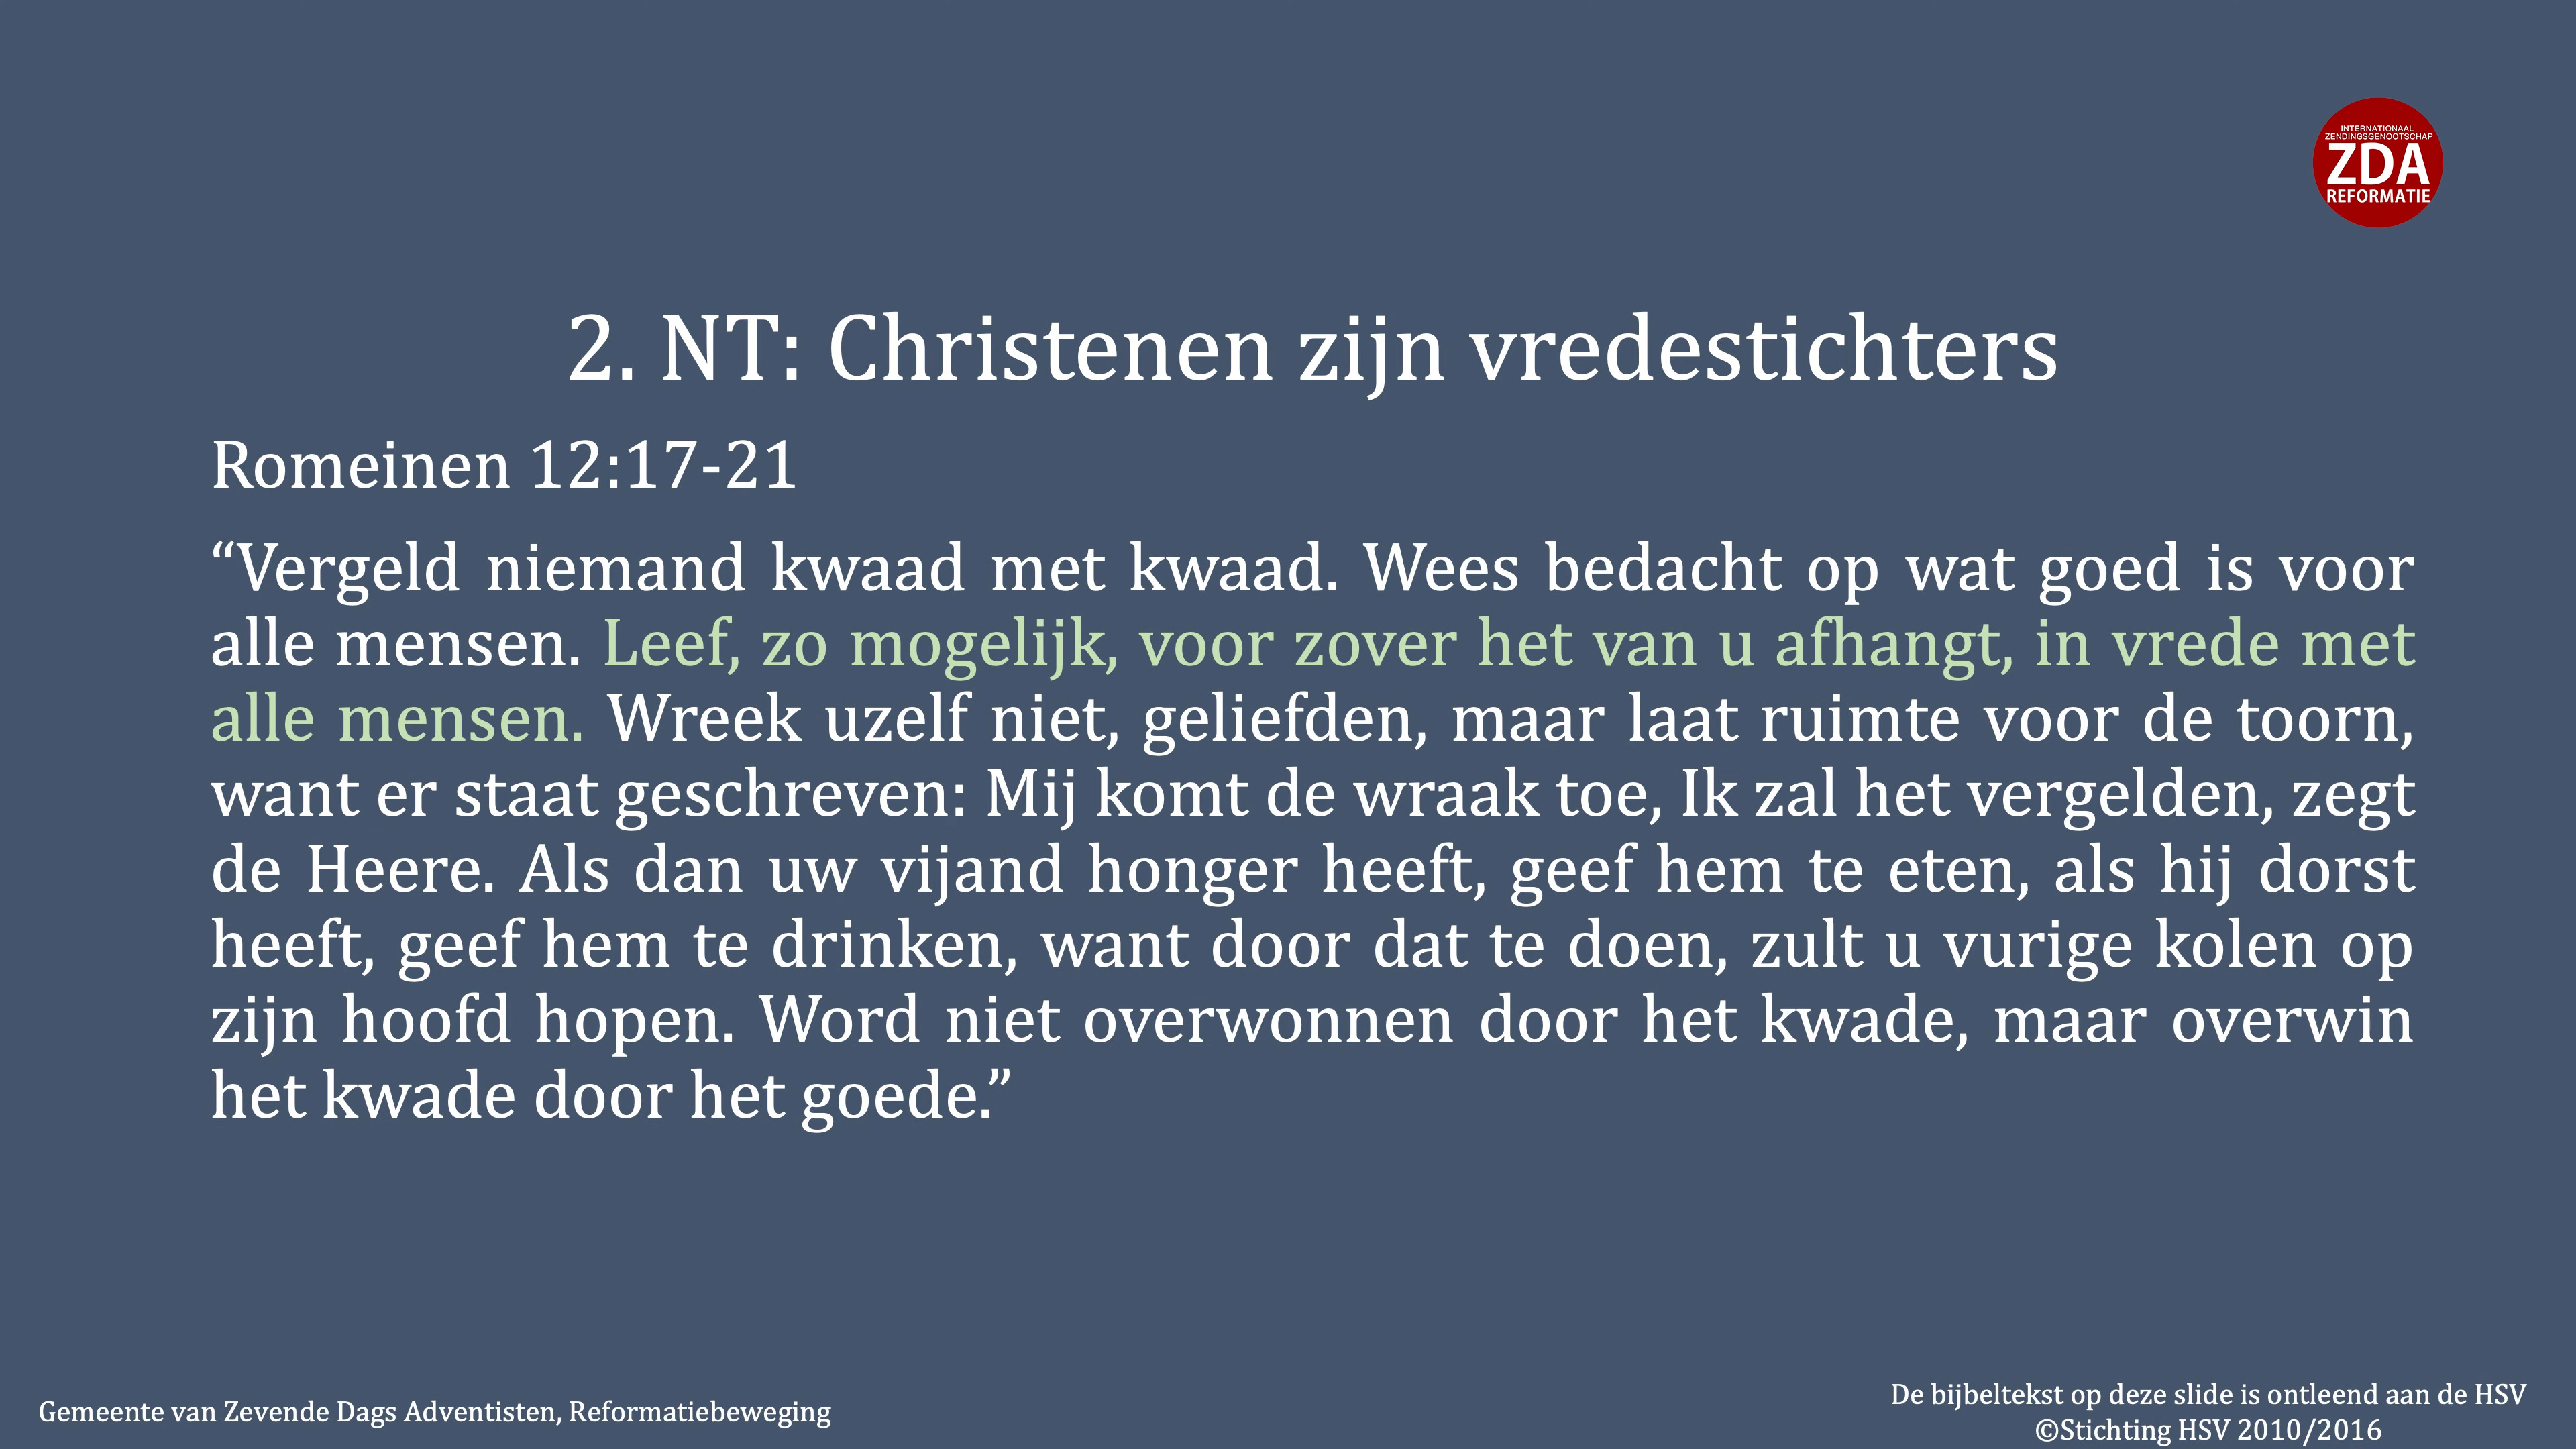 INTERNATIONAAL
ZENDINGSGENOOTSCHAP
ZDA
REFORMATIE
2. NT: Christenen zijn vredestichters
Romeinen 12:17-21
“Vergeld niemand kwaad met kwaad. Wees bedacht op wat goed is voor
alle mensen. Leef, zo mogelijk, voor zover het van u afhangt, in vrede met
alle mensen. Wreek uzelf niet, geliefden, maar laat ruimte voor de toorn,
want er staat geschreven: Mij komt de wraak toe, Ik zal het vergelden, zegt
de Heere. Als dan uw vijand honger heeft, geef hem te eten, als hij dorst
heeft, geef hem te drinken, want door dat te doen, zult u vurige kolen op
zijn hoofd hopen. Word niet overwonnen door het kwade, maar overwin
het kwade door het goede.”
Gemeente van Zevende Dags Adventisten, Reformatiebeweging
De bijbeltekst op deze slide is ontleend aan de HSV
©Stichting HSV 2010/2016